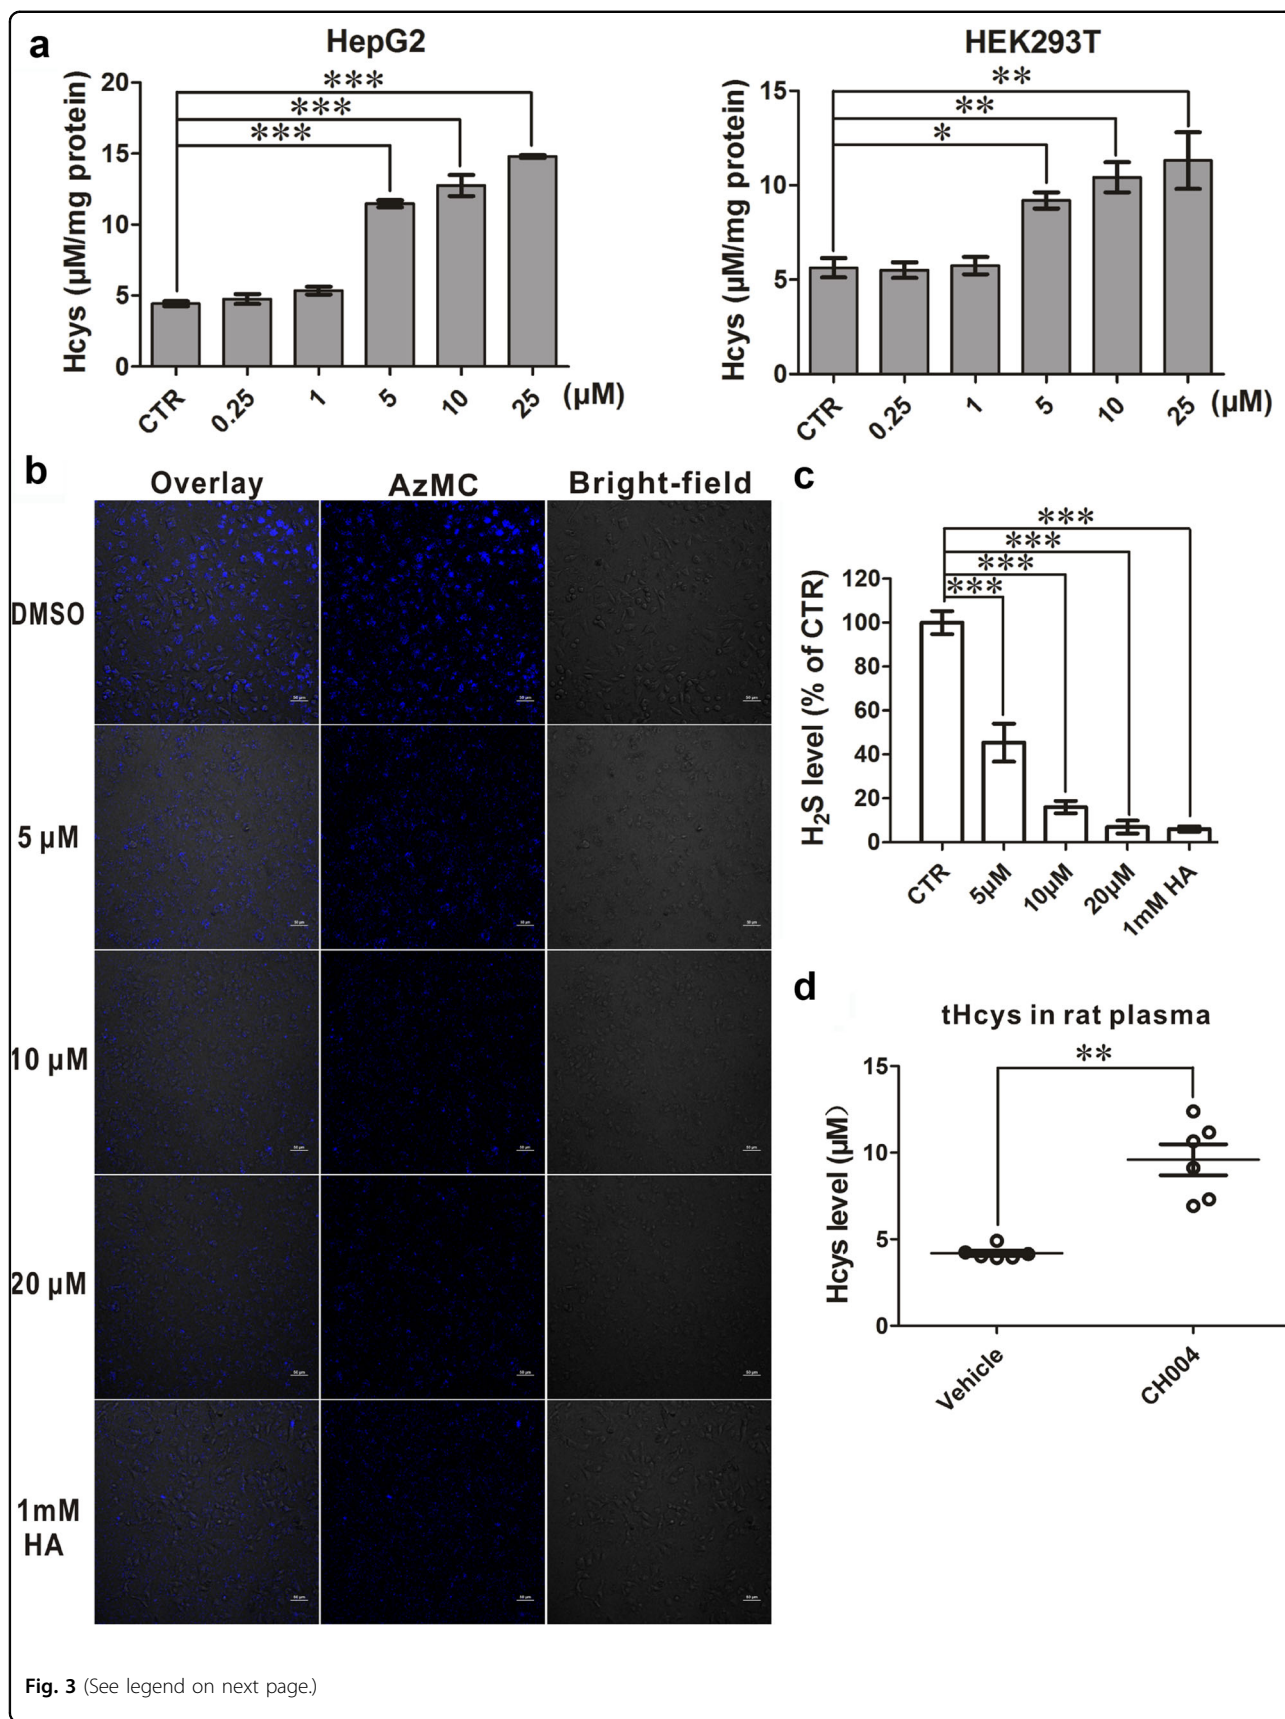 a
HepG2
Hcys (µM/mg protein)
20
15
10
5
0
***
***
***
CTR
0.25
1
5
10
25
(µM)
HEK293T
Hcys (µM/mg protein)
15
10
5
0
**
**
*
CTR
0.25
1
5
10
25
(µM)
b
Overlay AzMC Bright-field
DMSO
5 µM
10 µM
20 µM
1mM
HA
50 µm
c
H₂S level (% of CTR)
120
100
80
60
40
20
0
***
***
***
***
CTR
5µM
10µM
20µM
1mM HA
d
tHcys in rat plasma
Hcys level (µM)
15
10
5
0
**
Vehicle
CH004
Fig. 3 (See legend on next page.)